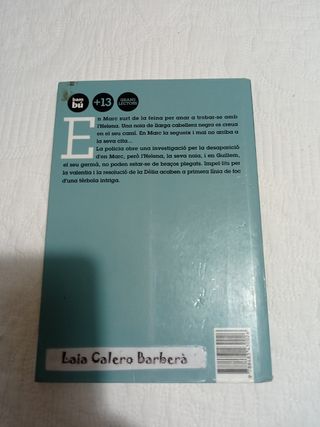 bam
bú
+13
GRANS
LECTORS
En Marc surt de la feina per anar a trobar-se amb
l'Helena. Una noia de llarga cabellera negra es creua
en el seu camí. En Marc la segueix i mai no arriba a
la seva cita...
La policia obre una investigació per la desaparició
d'en Marc, però l'Helena, la seva noia, i en Guillem,
el seu germà, no poden estar-se de braços plegats. Impel·lits per
la valentia i la resolució de la Dèlia acaben a primera línia de foc
d'una tèrbola intriga.
Laia Calero Barberà